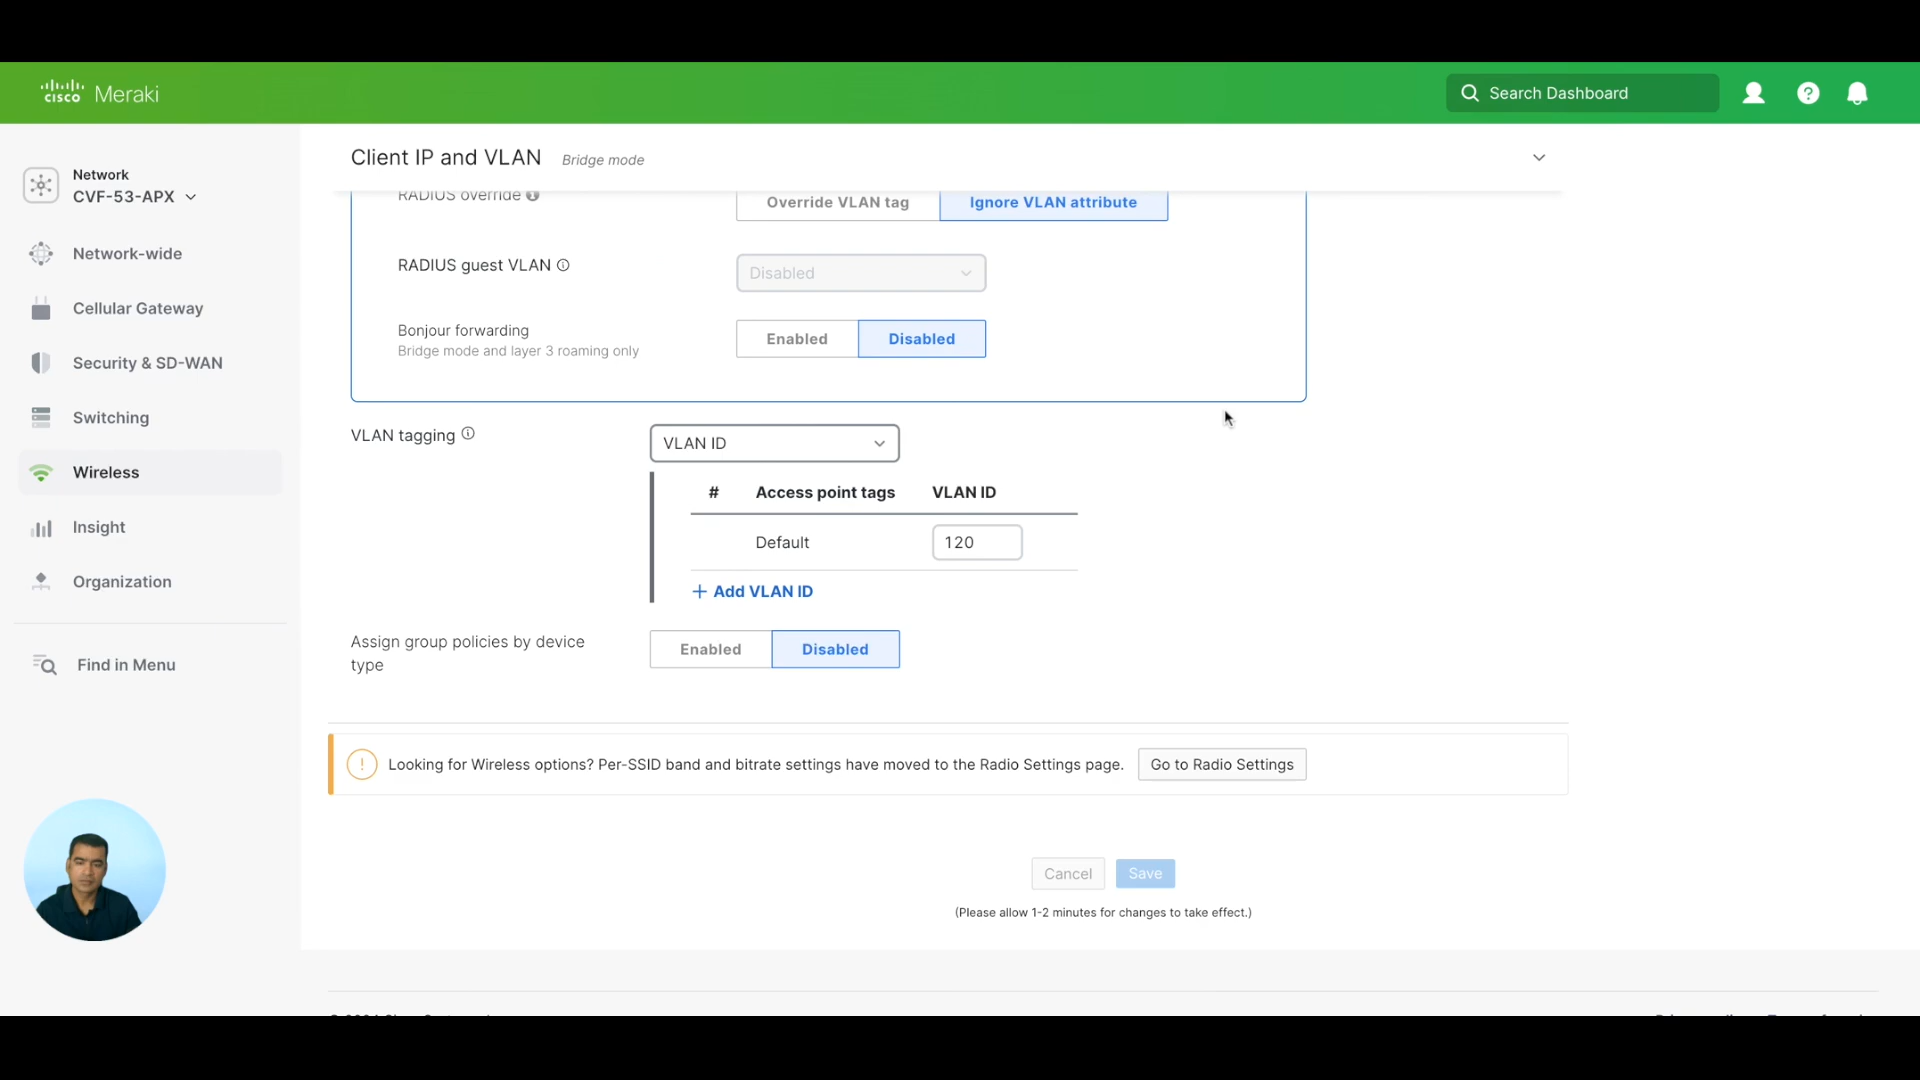 CISCO Meraki
Search Dashboard
Network
CVF-53-APX
Network-wide
Cellular Gateway
Security & SD-WAN
Switching
Wireless
Insight
Organization
Find in Menu
Client IP and VLAN Bridge mode
RADIUS override
Override VLAN tag Ignore VLAN attribute
RADIUS guest VLAN
Disabled
Bonjour forwarding
Bridge mode and layer 3 roaming only
Enabled Disabled
VLAN tagging
VLAN ID
# Access point tags VLAN ID
Default 120
+ Add VLAN ID
Assign group policies by device
type
Enabled Disabled
Looking for Wireless options? Per-SSID band and bitrate settings have moved to the Radio Settings page. Go to Radio Settings
Cancel Save
(Please allow 1-2 minutes for changes to take effect.)